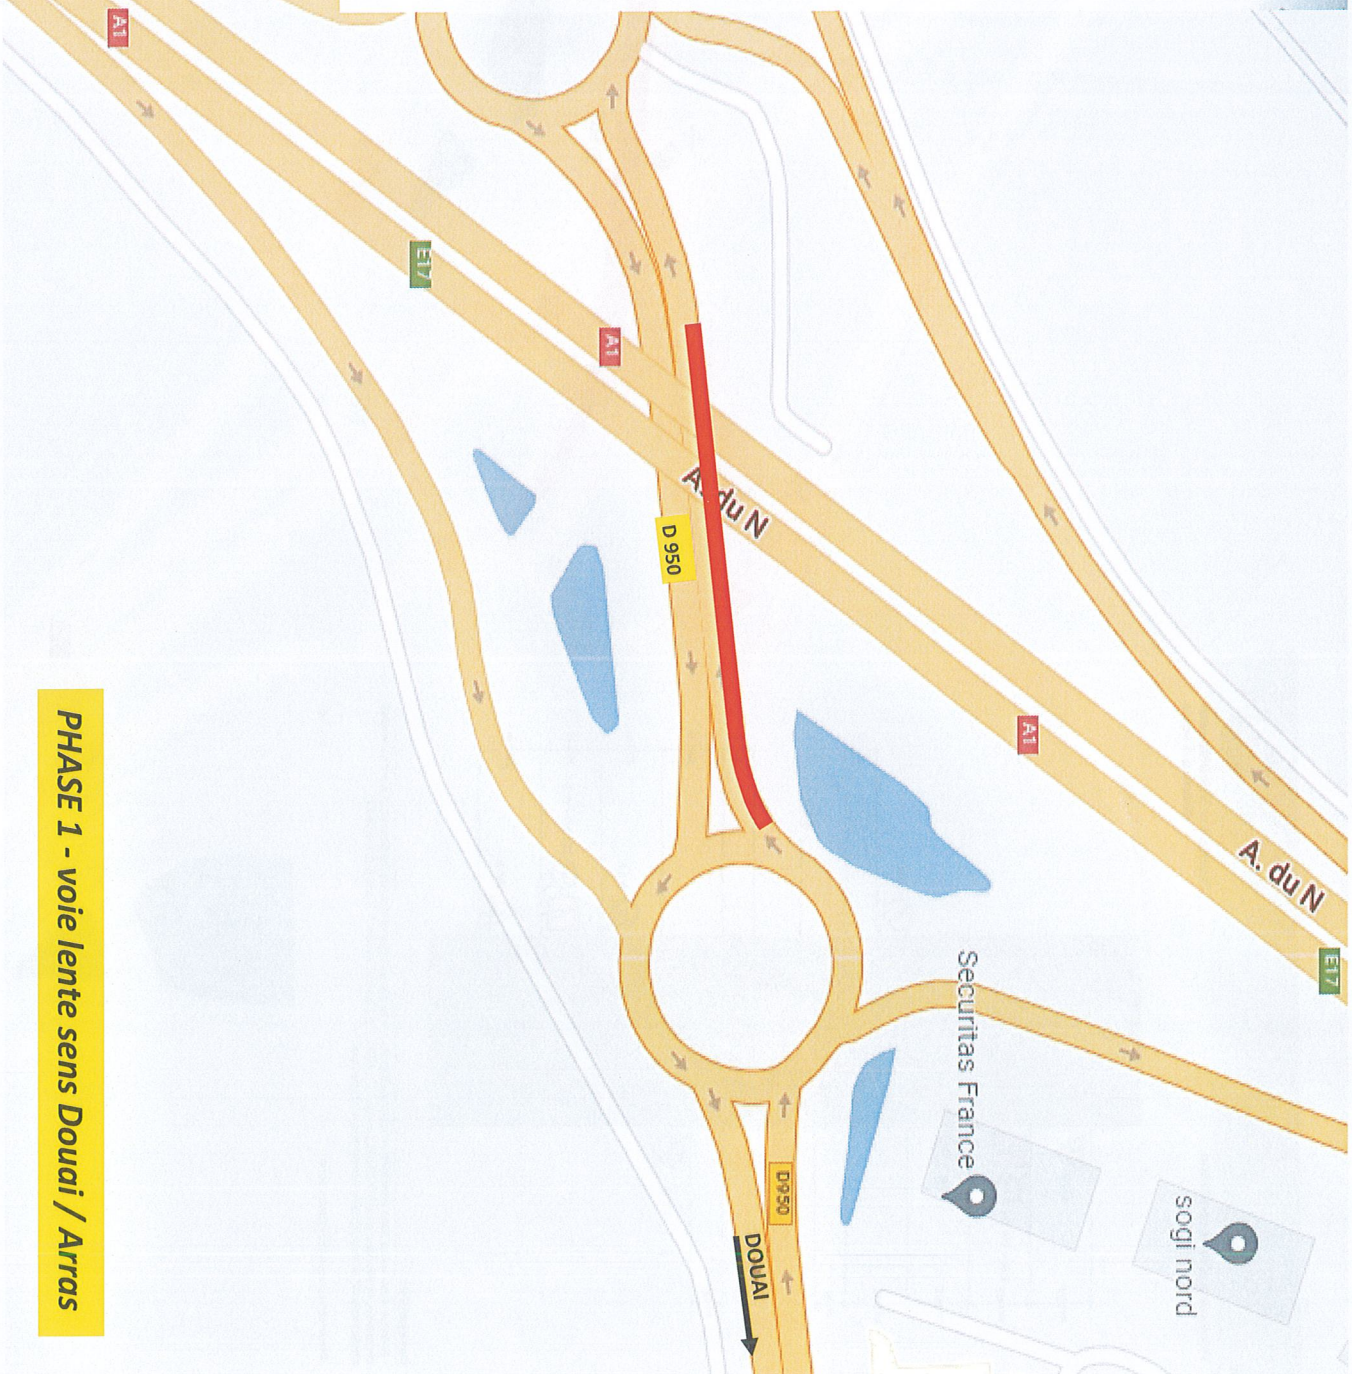 E17
A. du N
sogi nord
A1
Securitas France
D950
DOUAI
A. du N
D 950
A1
E17
A1
PHASE 1 - voie lente sens Douai / Arras